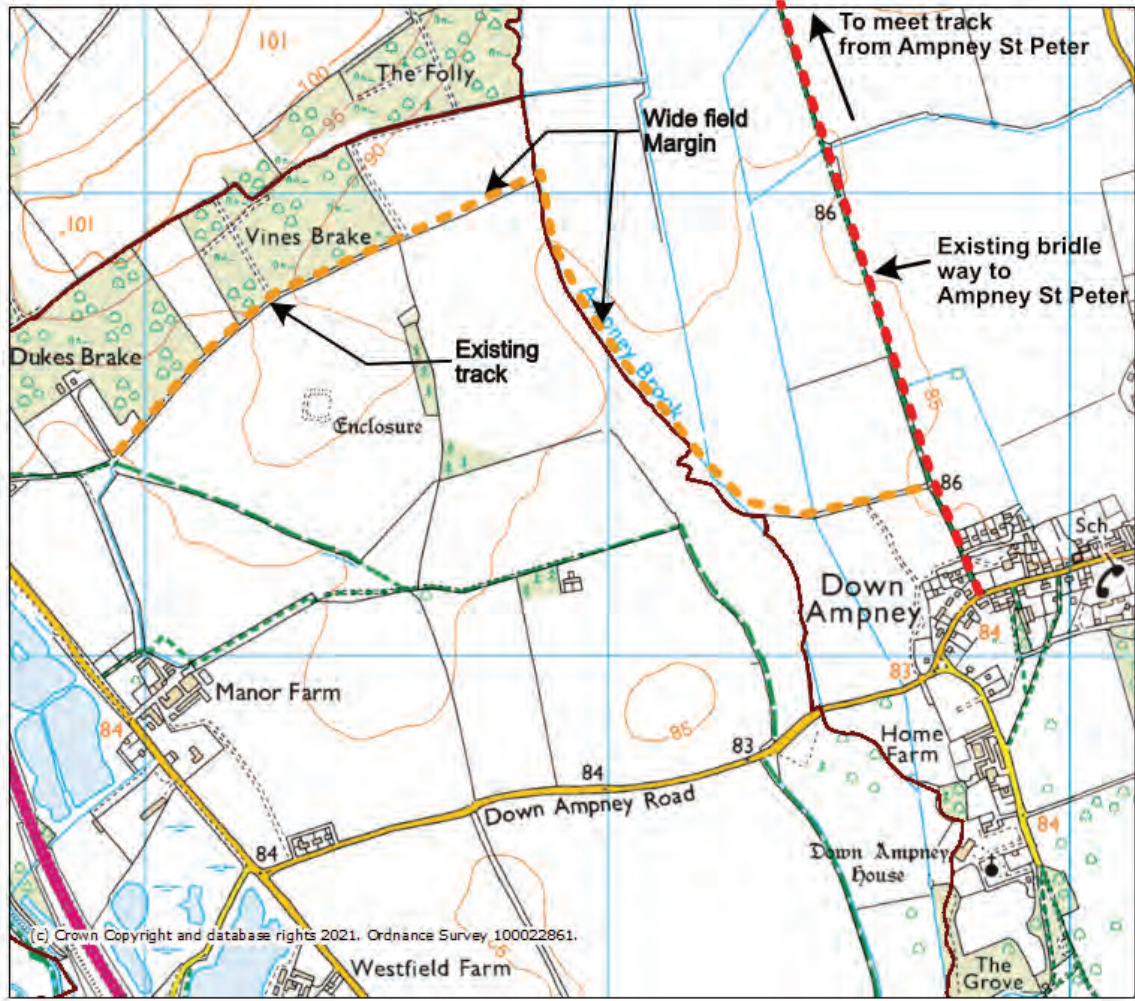 To meet track
from Ampney St Peter
101
100
The Folly
95
Wide field
Margin
90
101
Vines Brake
86
Existing bridle
way to
Ampney St Peter
Ampney Brook
Dukes Brake
Existing
track
Enclosure
85
86
Sch
Down
Ampney
84
83
Manor Farm
84
85
83
Home
Farm
84
Down Ampney Road
84
84
Down Ampney
House
(c) Crown Copyright and database rights 2021. Ordnance Survey 100022861.
Westfield Farm
The
Grove